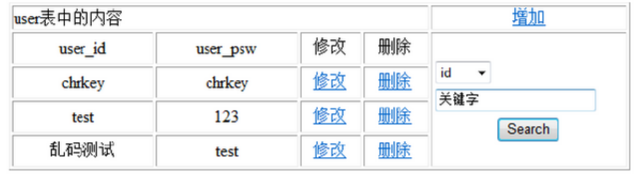 user表中的内容 增加
user_id user_psw 修改 删除
chrkey chrkey 修改 删除
id
关键字
test 123 修改 删除
Search
乱码测试 test 修改 删除